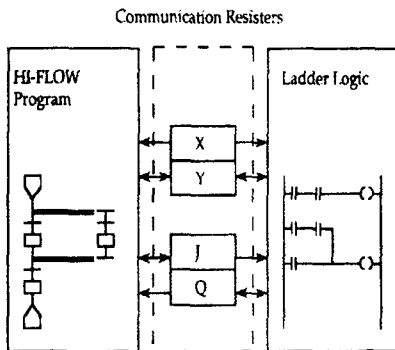 Communication Resisters
HI-FLOW
Program
Ladder Logic
X
Y
J
Q